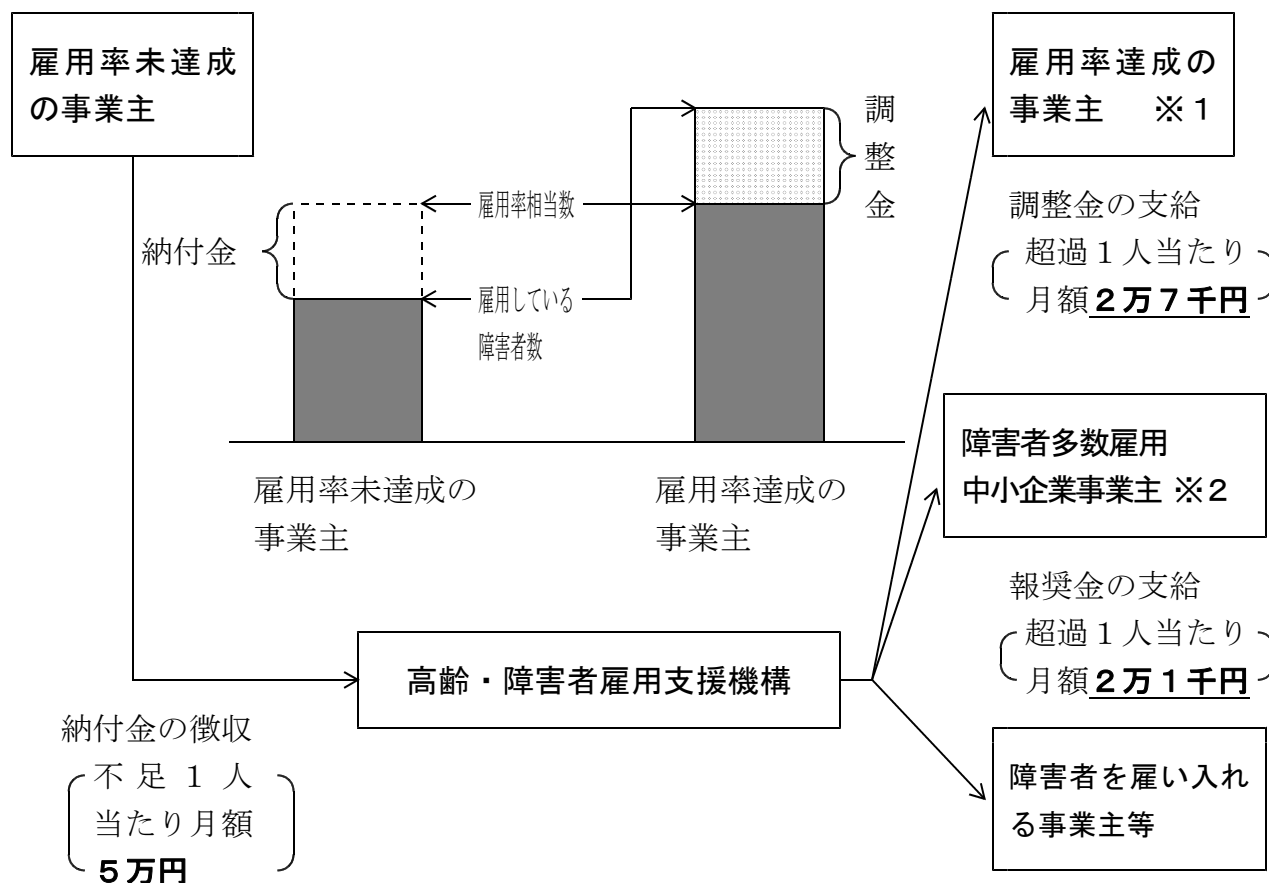 雇用率未達成
の事業主
雇用率達成の
事業主 ※１
調
整
金
雇用率相当数
納付金
雇用している
障害者数
調整金の支給
超過１人当たり
月額２万７千円
雇用率未達成の
事業主
雇用率達成の
事業主
障害者多数雇用
中小企業事業主 ※２
報奨金の支給
超過１人当たり
月額２万１千円
高齢・障害者雇用支援機構
納付金の徴収
不足１人
当たり月額
５万円
障害者を雇い入れ
る事業主等